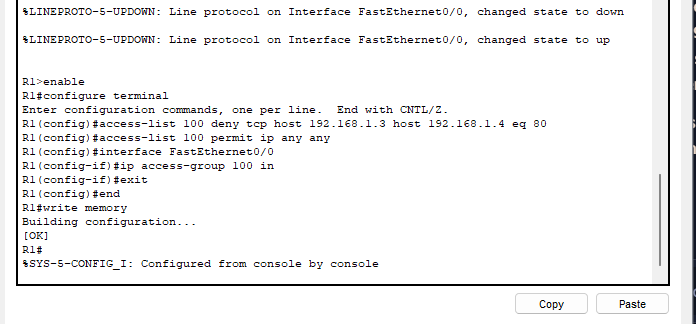 %LINEPROTO-5-UPDOWN: Line protocol on Interface FastEthernet0/0, changed state to down
%LINEPROTO-5-UPDOWN: Line protocol on Interface FastEthernet0/0, changed state to up
R1>enable
R1#configure terminal
Enter configuration commands, one per line.  End with CNTL/Z.
R1(config)#access-list 100 deny tcp host 192.168.1.3 host 192.168.1.4 eq 80
R1(config)#access-list 100 permit ip any any
R1(config)#interface FastEthernet0/0
R1(config-if)#ip access-group 100 in
R1(config-if)#exit
R1(config)#end
R1#write memory
Building configuration...
[OK]
R1#
%SYS-5-CONFIG_I: Configured from console by console
Copy Paste